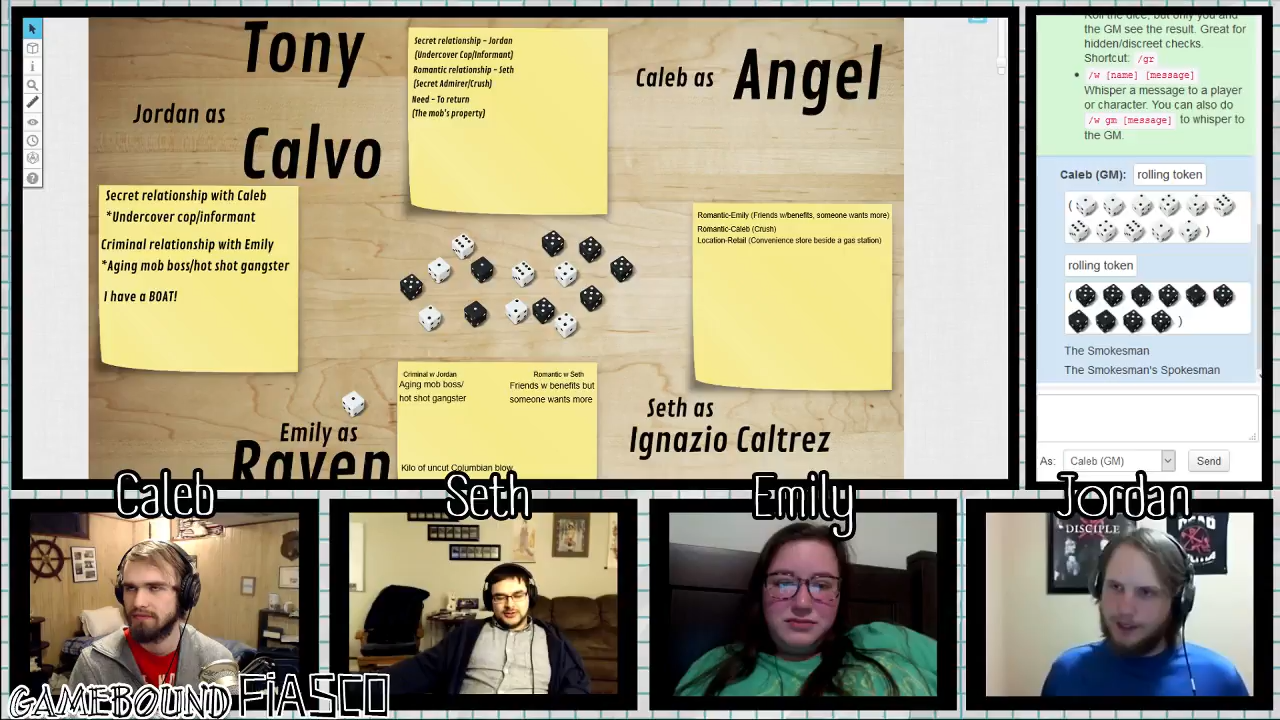 Tony
Jordan as
Calvo
Secret relationship - Jordan
(Undercover Cop/Informant)
Romantic relationship - Seth
(Secret Admirer/Crush)
Need - To return
(The mob's property)
Caleb as
Angel
Secret relationship with Caleb
*Undercover cop/informant
Criminal relationship with Emily
*Aging mob boss/hot shot gangster
I have a BOAT!
Romantic-Emily (Friends w/benefits, someone wants more)
Romantic-Caleb (Crush)
Location-Retail (Convenience store beside a gas station)
Emily as
Raven
Criminal w Jordan
Aging mob boss/
hot shot gangster
Romantic w Seth
Friends w benefits but
someone wants more
Kilo of uncut Columbian blow
Seth as
Ignazio Caltrez
Roll the dice, but only you and
the GM see the result. Great for
hidden/discreet checks.
Shortcut: /gr
/w [name] [message]
Whisper a message to a player
or character. You can also do
/w gm [message] to whisper to
the GM.
Caleb (GM): rolling token
rolling token
The Smokesman
The Smokesman's Spokesman
As: Caleb (GM) Send
Caleb
Seth
Emily
Jordan
DISCIPLE
GAMEBOUND FiASCO